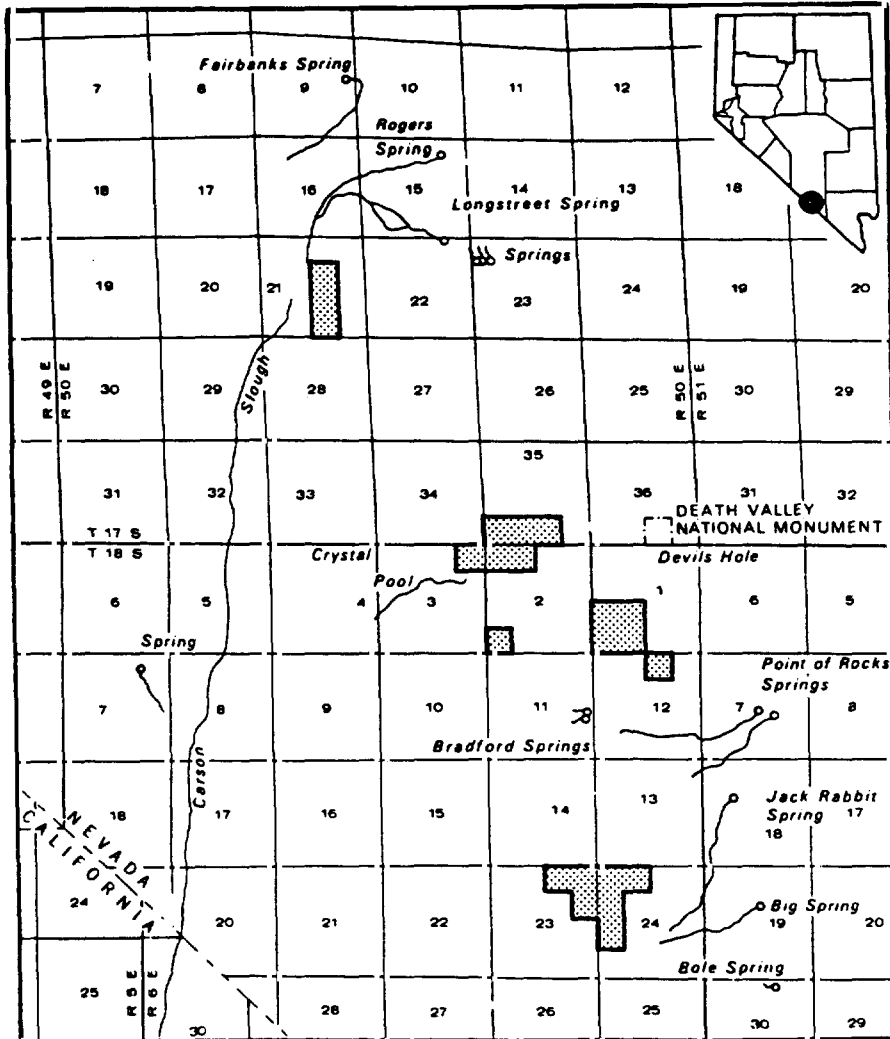 Fairbanks Spring
7 8 9 10 11 12
Rogers
Spring
18 17 16 15 14 13 18
Longstreet Spring
Springs
19 20 21 22 23 24 19 20
R 49 E
R 50 E
30 29 28 27 26 25 30 29
R 50 E
R 51 E
Slough
35
31 32 33 34 36 31 32
DEATH VALLEY
NATIONAL MONUMENT
T 17 S
T 18 S
Crystal
Pool
Devils Hole
6 5 4 3 2 1 6 5
Spring
Point of Rocks
Springs
7 8 9 10 11 12 7 8
Bradford Springs
Carson
18 17 16 15 14 13
Jack Rabbit
Spring
17
18
NEVADA
CALIFORNIA
24 20 21 22 23 24 19 20
Big Spring
Bole Spring
25
R 5 E
R 6 E
30 28 27 26 25 30 29